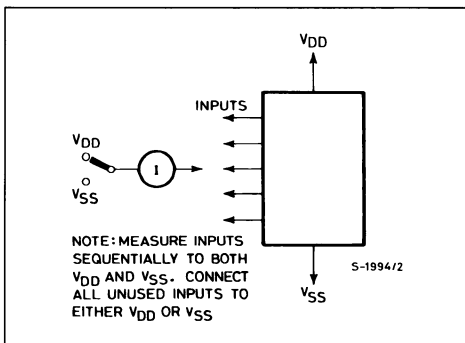 VDD
INPUTS
VDD
I
VSS
NOTE: MEASURE INPUTS
SEQUENTIALLY TO BOTH
VDD AND VSS. CONNECT
ALL UNUSED INPUTS TO
EITHER VDD OR VSS
S-1994/2
VSS